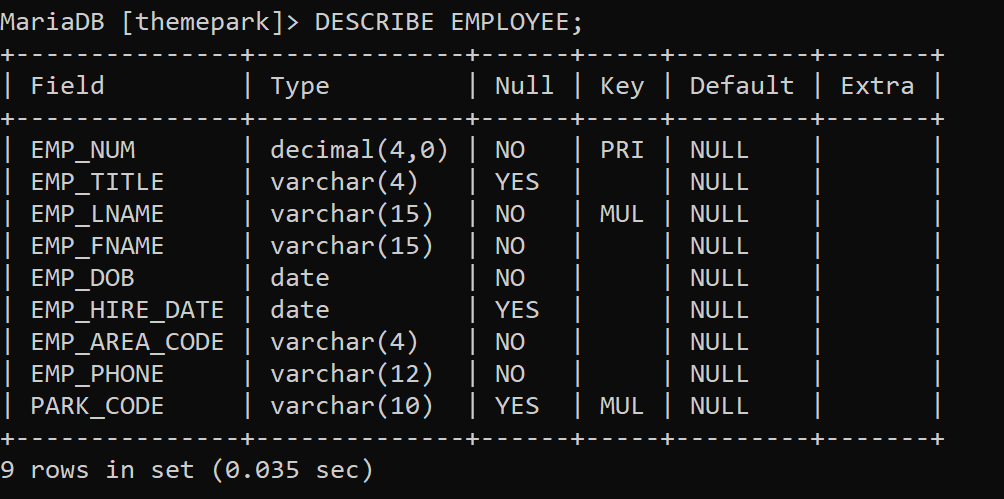 MariaDB [themepark]> DESCRIBE EMPLOYEE;
+---------------+--------------+------+-----+---------+-------+
| Field         | Type         | Null | Key | Default | Extra |
+---------------+--------------+------+-----+---------+-------+
| EMP_NUM       | decimal(4,0) | NO   | PRI | NULL    |       |
| EMP_TITLE     | varchar(4)   | YES  |     | NULL    |       |
| EMP_LNAME     | varchar(15)  | NO   | MUL | NULL    |       |
| EMP_FNAME     | varchar(15)  | NO   |     | NULL    |       |
| EMP_DOB       | date         | NO   |     | NULL    |       |
| EMP_HIRE_DATE | date         | YES  |     | NULL    |       |
| EMP_AREA_CODE | varchar(4)   | NO   |     | NULL    |       |
| EMP_PHONE     | varchar(12)  | NO   |     | NULL    |       |
| PARK_CODE     | varchar(10)  | YES  | MUL | NULL    |       |
+---------------+--------------+------+-----+---------+-------+
9 rows in set (0.035 sec)